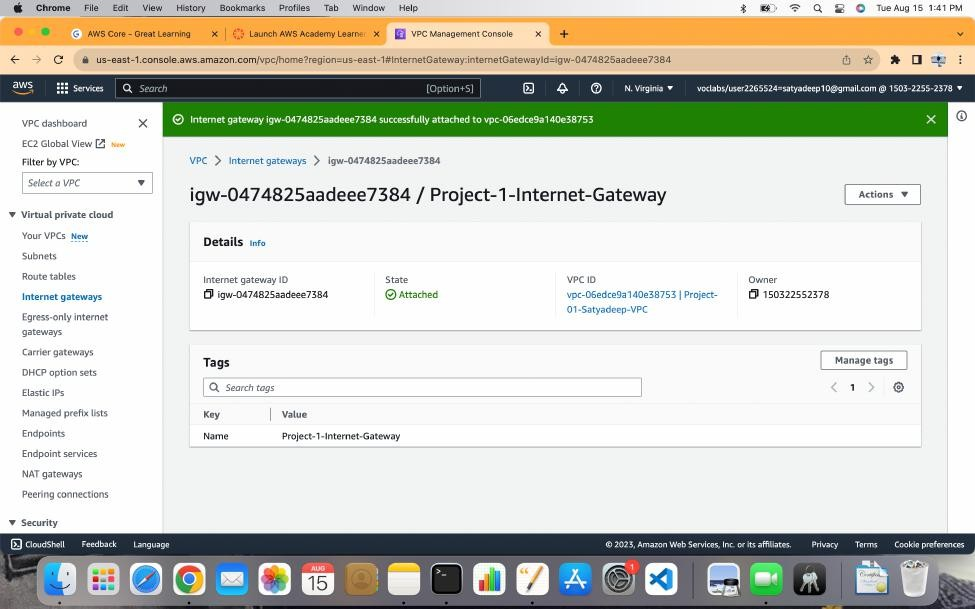 Chrome File Edit View History Bookmarks Profiles Tab Window Help Tue Aug 15 1:41 PM
AWS Core – Great Learning Launch AWS Academy Learner VPC Management Console
us-east-1.console.aws.amazon.com/vpc/home?region=us-east-1#InternetGateway:internetGatewayId=igw-0474825aadeee7384
aws Services Search [Option+S] N. Virginia voclabs/user2265524=satyadeep10@gmail.com @ 1503-2255-2378
VPC dashboard
EC2 Global View New
Filter by VPC:
Select a VPC
Virtual private cloud
Your VPCs New
Subnets
Route tables
Internet gateways
Egress-only internet
gateways
Carrier gateways
DHCP option sets
Elastic IPs
Managed prefix lists
Endpoints
Endpoint services
NAT gateways
Peering connections
Security
Internet gateway igw-0474825aadeee7384 successfully attached to vpc-06edce9a140e38753
VPC Internet gateways igw-0474825aadeee7384
igw-0474825aadeee7384 / Project-1-Internet-Gateway
Actions
Details Info
Internet gateway ID
igw-0474825aadeee7384
State
Attached
VPC ID
vpc-06edce9a140e38753 | Project-
01-Satyadeep-VPC
Owner
150322552378
Tags
Manage tags
Search tags
1
Key Value
Name Project-1-Internet-Gateway
CloudShell Feedback Language © 2023, Amazon Web Services, Inc. or its affiliates. Privacy Terms Cookie preferences
AUG
15
1